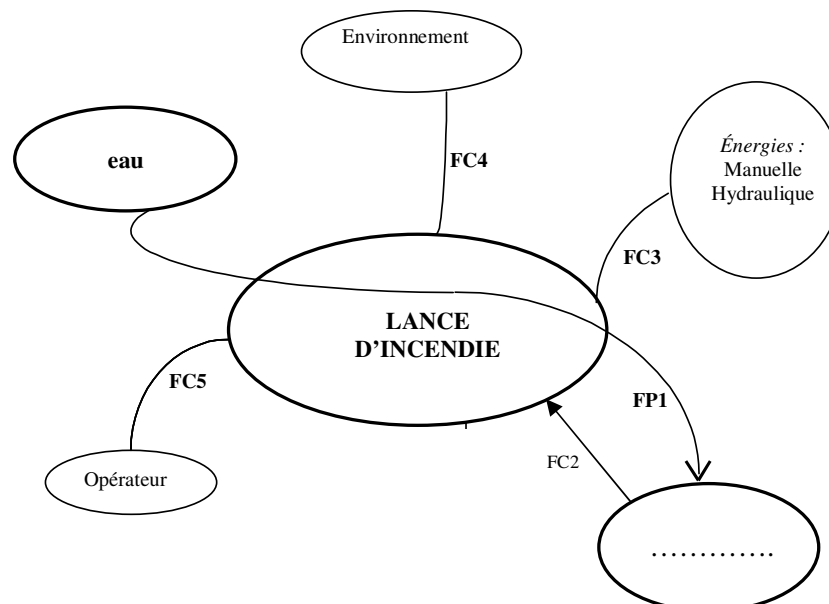 Environnement
eau
FC4
Énergies :
Manuelle
Hydraulique
FC3
LANCE
D'INCENDIE
FC5
FP1
FC2
Opérateur
.............